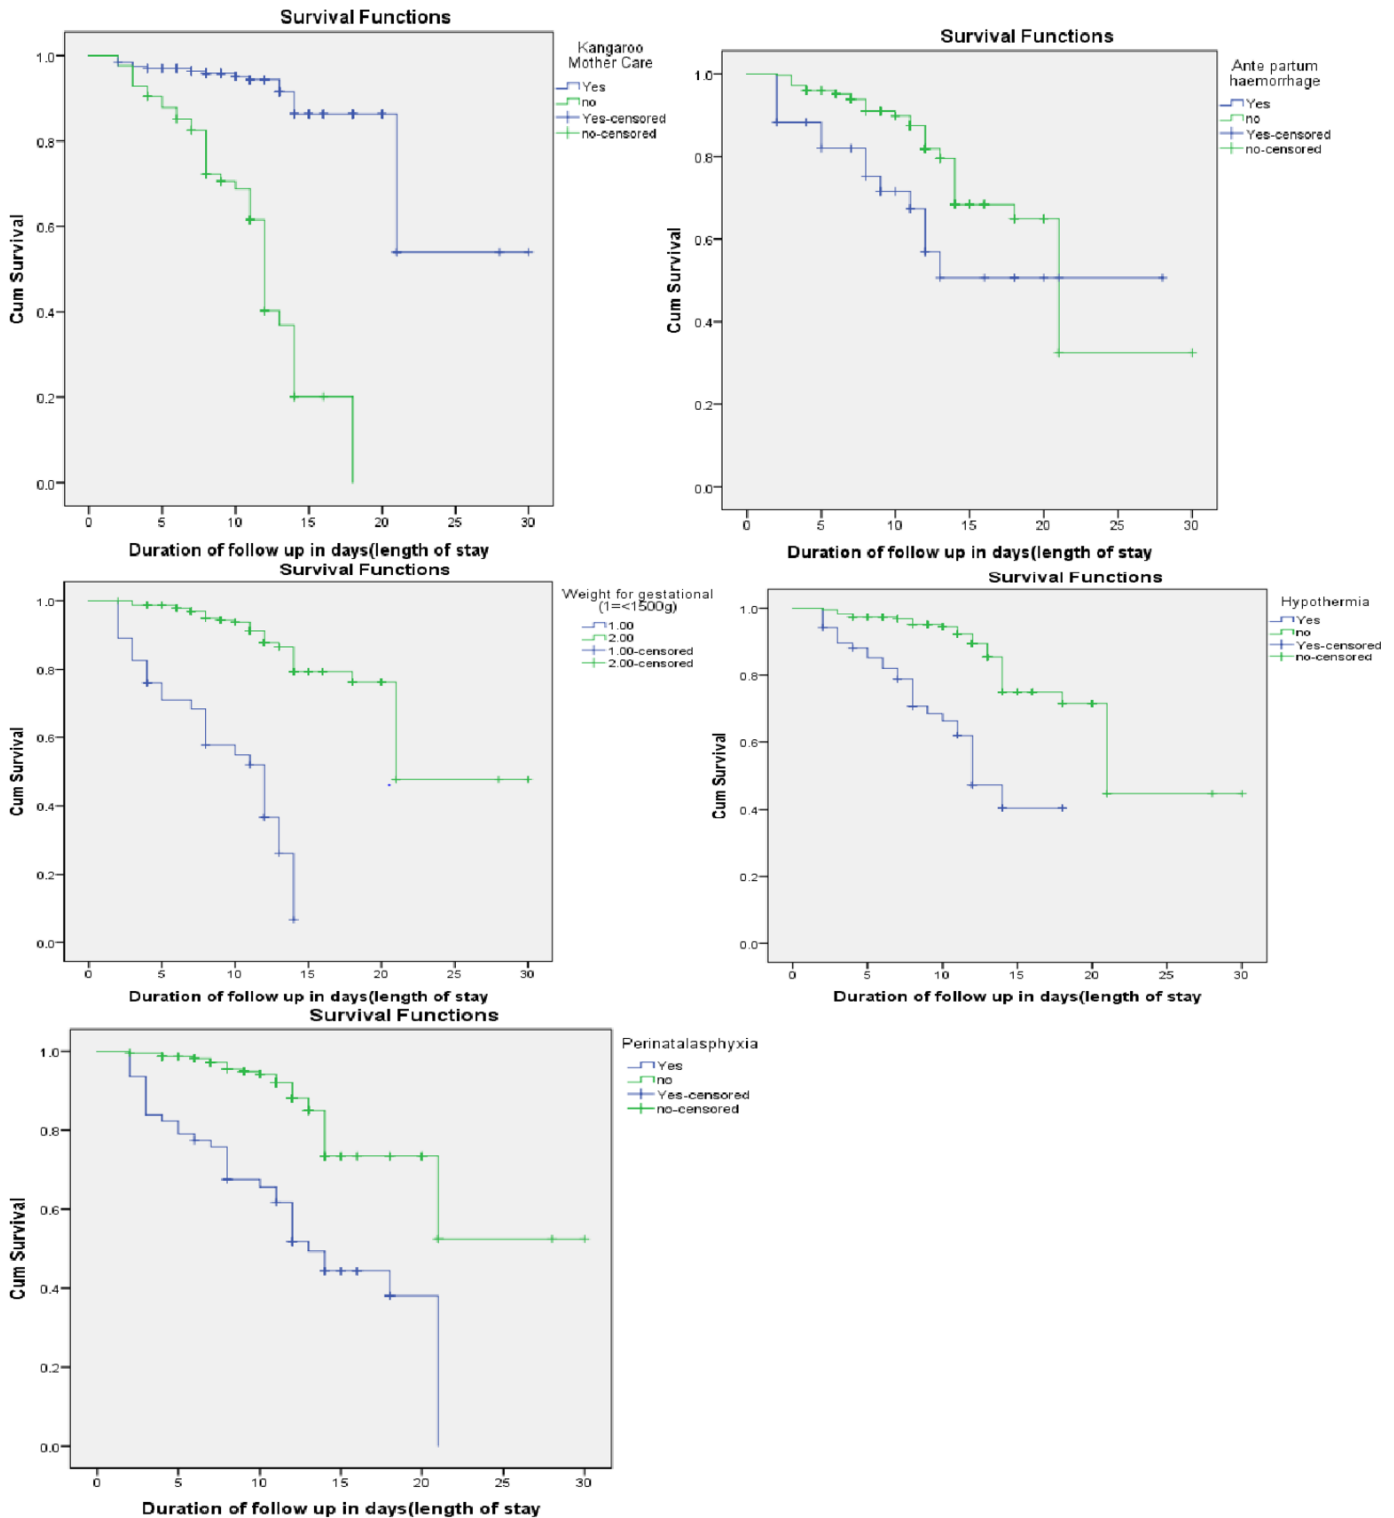 Survival Functions
Kangaroo
Mother Care
Yes
no
Yes-censored
no-censored
Cum Survival
1.0
0.8
0.6
0.4
0.2
0.0
0 5 10 15 20 25 30
Duration of follow up in days(length of stay
Survival Functions
Ante partum
haemorrhage
Yes
no
Yes-censored
no-censored
Cum Survival
1.0
0.8
0.6
0.4
0.2
0.0
0 5 10 15 20 25 30
Duration of follow up in days(length of stay
Survival Functions
Weight for gestational
(1=<1500g)
1.00
2.00
1.00-censored
2.00-censored
Cum Survival
1.0
0.8
0.6
0.4
0.2
0.0
0 5 10 15 20 25 30
Duration of follow up in days(length of stay
Survival Functions
Hypothermia
Yes
no
Yes-censored
no-censored
Cum Survival
1.0
0.8
0.6
0.4
0.2
0.0
0 5 10 15 20 25 30
Duration of follow up in days(length of stay
Survival Functions
Perinatalasphyxia
Yes
no
Yes-censored
no-censored
Cum Survival
1.0
0.8
0.6
0.4
0.2
0.0
0 5 10 15 20 25 30
Duration of follow up in days(length of stay